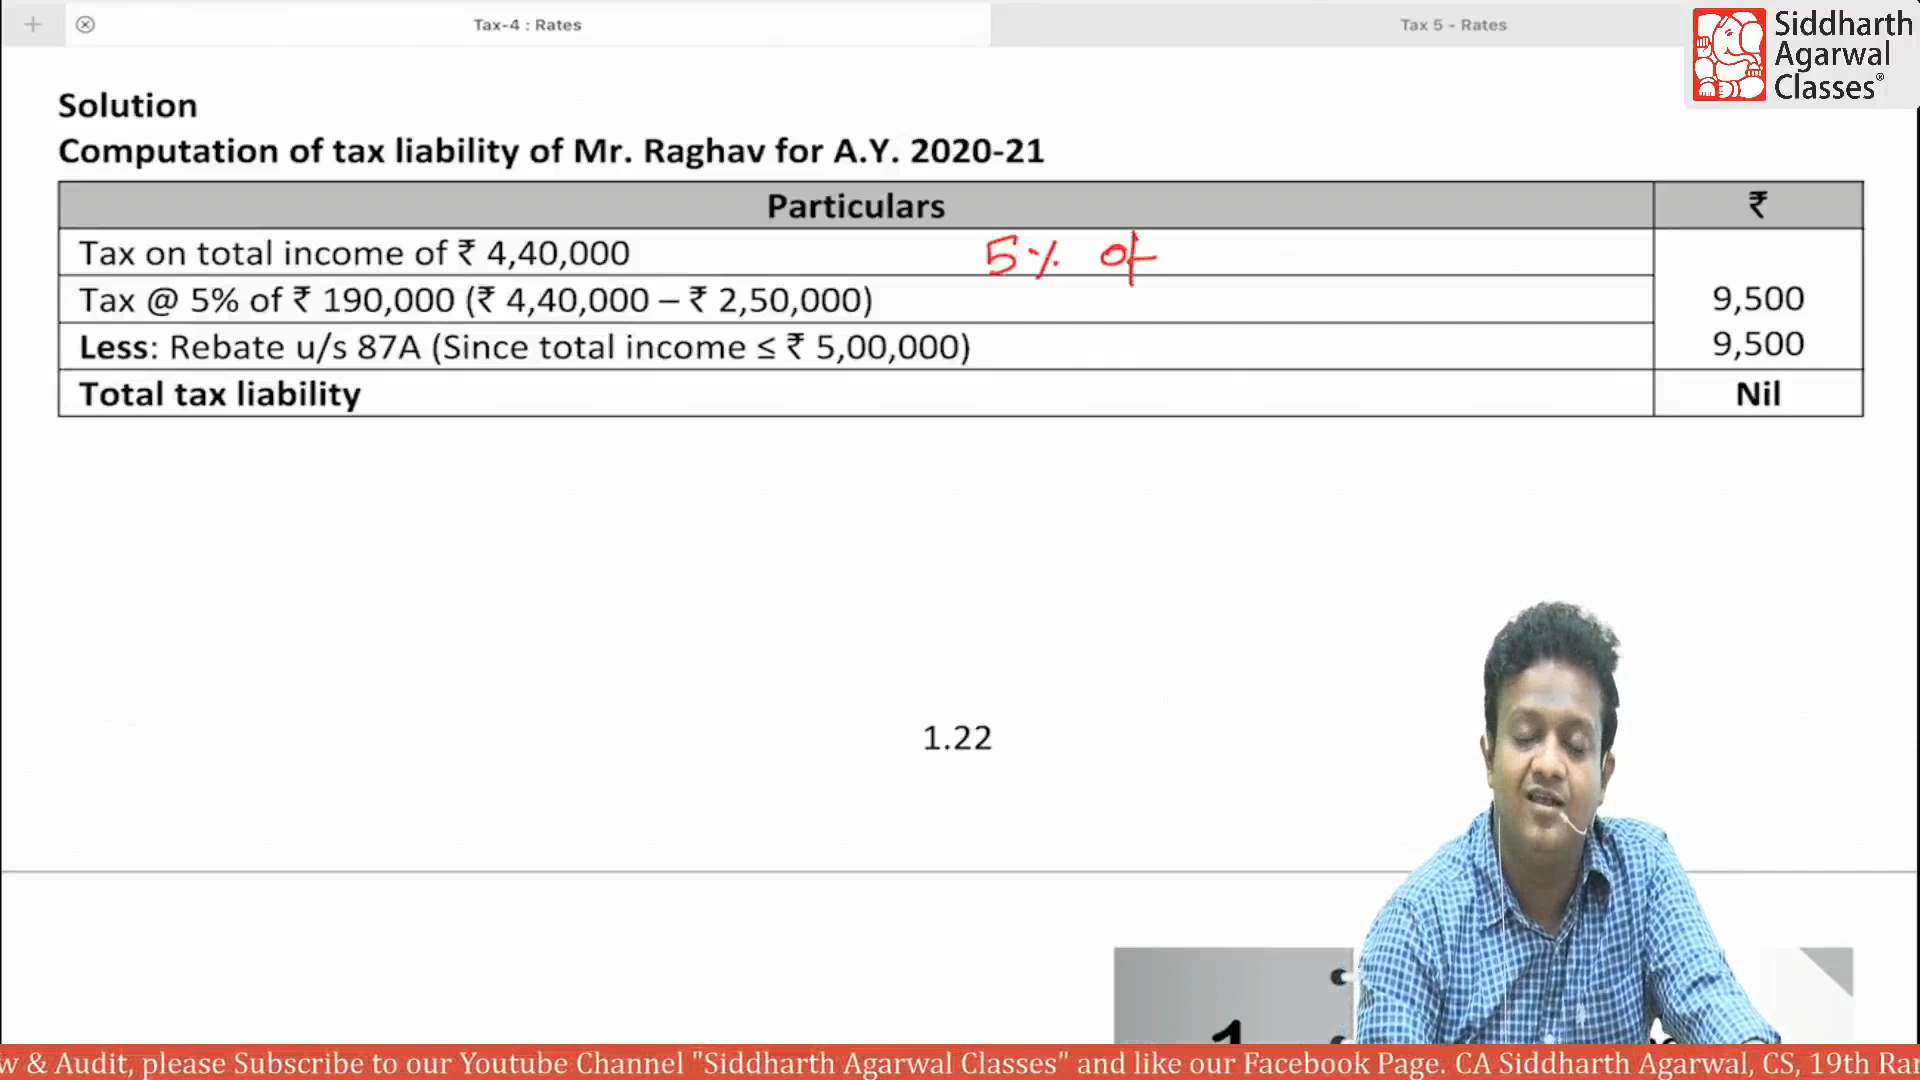 Tax-4 : Rates
Tax 5 - Rates
Siddharth
Agarwal
Classes®
Solution
Computation of tax liability of Mr. Raghav for A.Y. 2020-21
Particulars ₹
Tax on total income of ₹ 4,40,000 5% of
Tax @ 5% of ₹ 190,000 (₹ 4,40,000 – ₹ 2,50,000) 9,500
Less: Rebate u/s 87A (Since total income ≤ ₹ 5,00,000) 9,500
Total tax liability Nil
1.22
& Audit, please Subscribe to our Youtube Channel "Siddharth Agarwal Classes" and like our Facebook Page. CA Siddharth Agarwal, CS, 19th